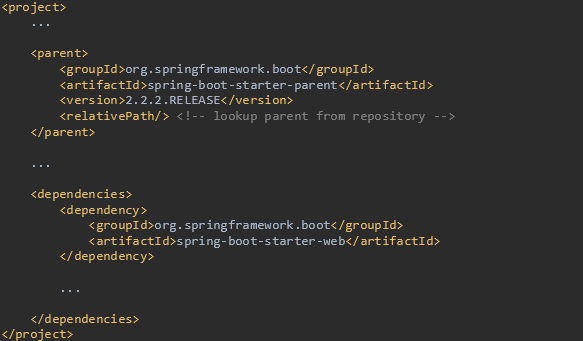 <project>
    ...

    <parent>
        <groupId>org.springframework.boot</groupId>
        <artifactId>spring-boot-starter-parent</artifactId>
        <version>2.2.2.RELEASE</version>
        <relativePath/> <!-- lookup parent from repository -->
    </parent>

    ...

    <dependencies>
        <dependency>
            <groupId>org.springframework.boot</groupId>
            <artifactId>spring-boot-starter-web</artifactId>
        </dependency>

        ...

    </dependencies>
</project>